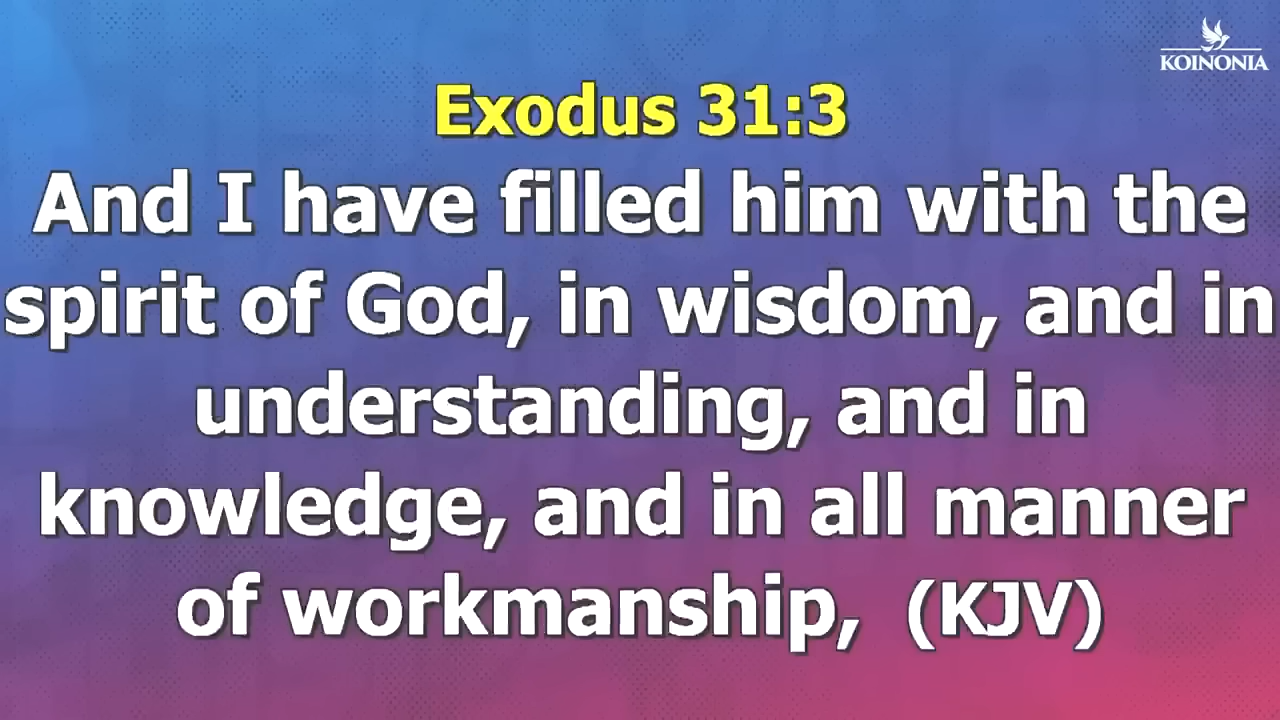 KOINONIA
Exodus 31:3
And I have filled him with the
spirit of God, in wisdom, and in
understanding, and in
knowledge, and in all manner
of workmanship,  (KJV)